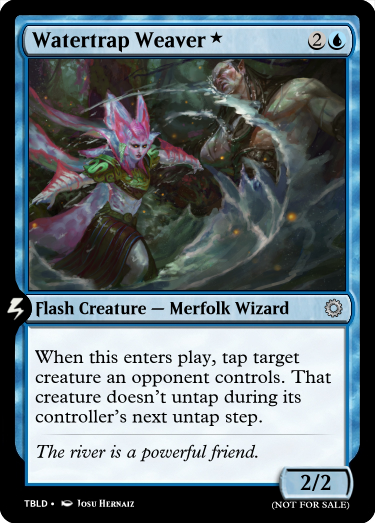 Watertrap Weaver★ 2
Flash Creature — Merfolk Wizard
When this enters play, tap target
creature an opponent controls. That
creature doesn't untap during its
controller's next untap step.
The river is a powerful friend.
2/2
TBLD • Josu Hernaiz
(NOT FOR SALE)